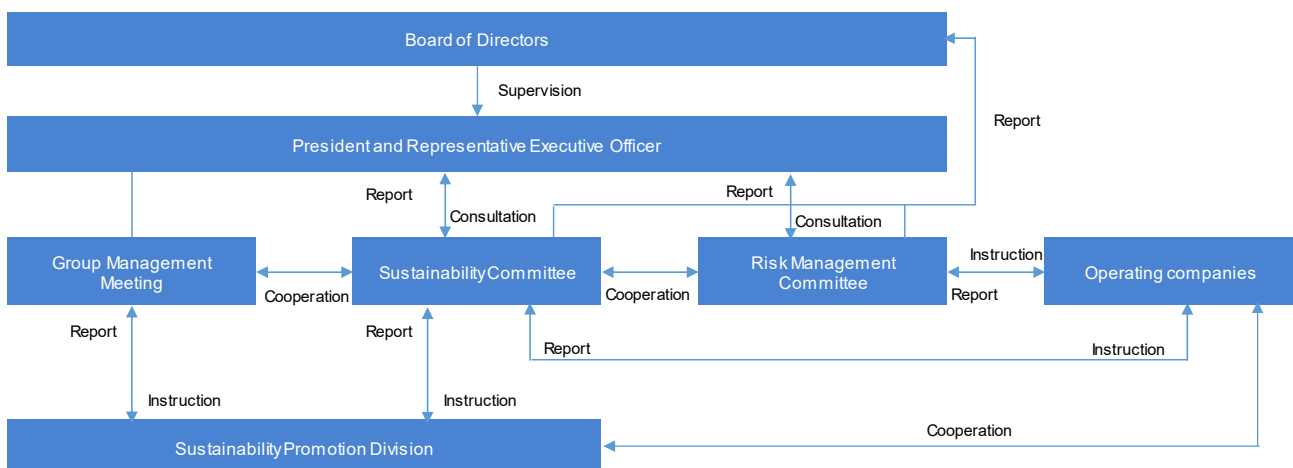 Board of Directors
Supervision
Report
President and Representative Executive Officer
Report
Report
Consultation
Consultation
Group Management
Meeting
Sustainability Committee
Risk Management
Committee
Instruction
Operating companies
Cooperation
Cooperation
Report
Report
Report
Report
Instruction
Instruction
Instruction
Cooperation
Sustainability Promotion Division